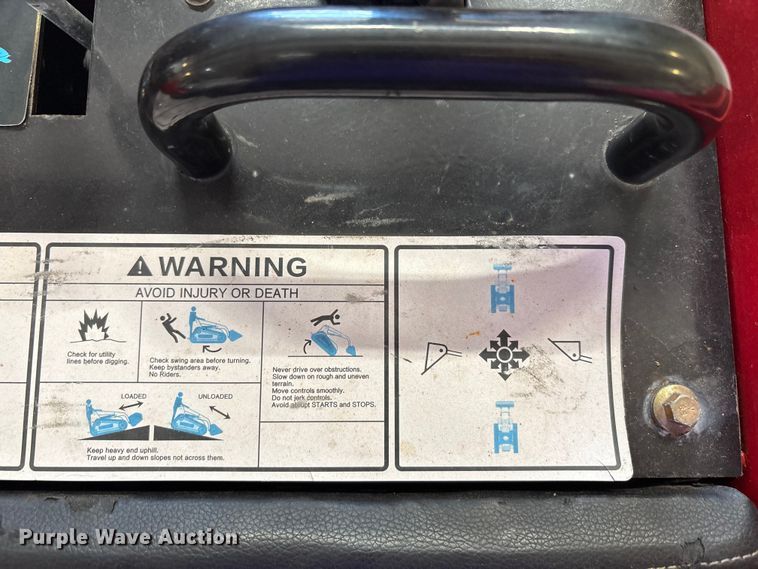 WARNING
AVOID INJURY OR DEATH
Check for utility
lines before digging.
Check swing area before turning.
Keep bystanders away.
No Riders.
Never drive over obstructions.
Slow down on rough and uneven
terrain.
Move controls smoothly.
Do not jerk controls.
Avoid abrupt STARTS and STOPS.
LOADED
UNLOADED
Keep heavy end uphill.
Travel up and down slopes not across them.
Purple Wave Auction